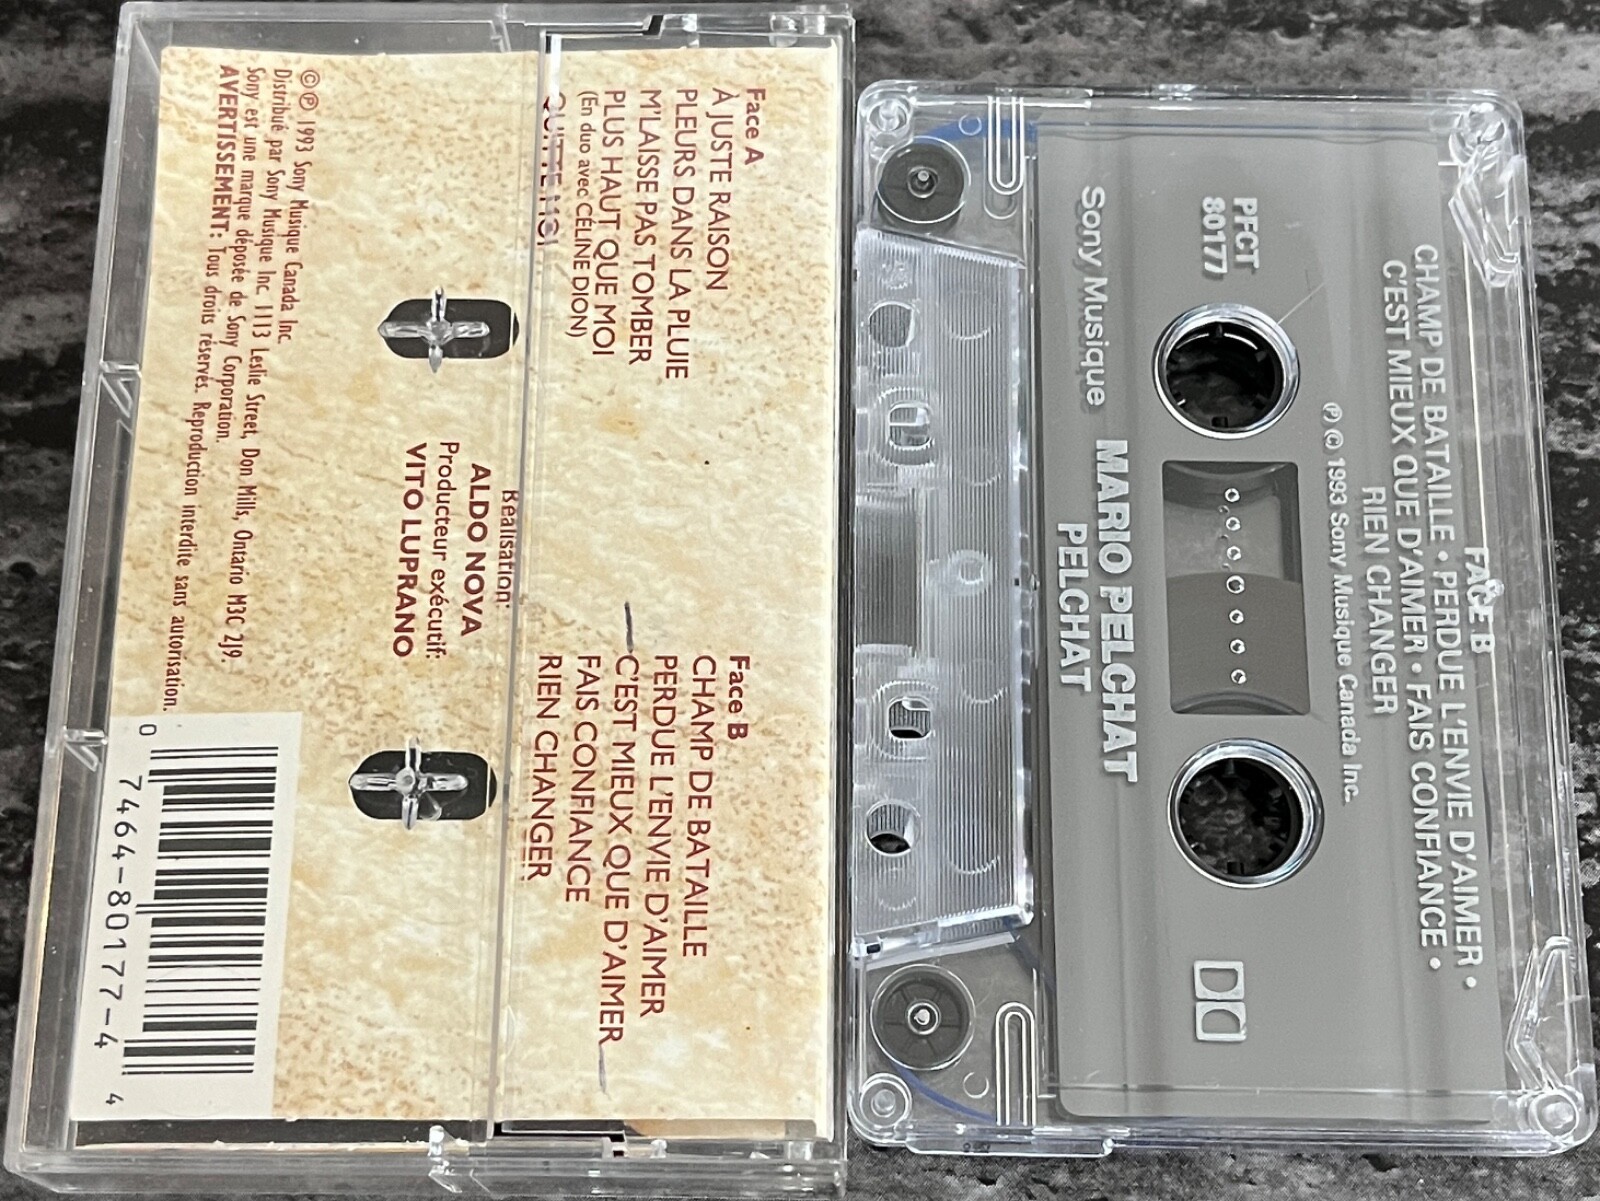 Face A
À JUSTE RAISON
PLEURS DANS LA PLUIE
M'LAISSE PAS TOMBER
PLUS HAUT QUE MOI
(En duo avec CÉLINE DION)
QUITTE MOI
Face B
CHAMP DE BATAILLE
PERDUE L'ENVIE D'AIMER
C'EST MIEUX QUE D'AIMER
FAIS CONFIANCE
RIEN CHANGER
Réalisation:
ALDO NOVA
Producteur exécutif:
VITO LUPRANO
©℗ 1993 Sony Musique Canada Inc.
Distribué par Sony Musique Inc. 1113 Leslie Street, Don Mills, Ontario M3C 2J9.
Sony est une marque déposée de Sony Corporation.
AVERTISSEMENT: Tous droits réservés. Reproduction interdite sans autorisation.
0 7464-80177-4 4
FACE B
CHAMP DE BATAILLE • PERDUE L'ENVIE D'AIMER •
C'EST MIEUX QUE D'AIMER • FAIS CONFIANCE •
RIEN CHANGER
℗ © 1993 Sony Musique Canada Inc.
PFCT
80177
MARIO PELCHAT
PELCHAT
Sony Musique